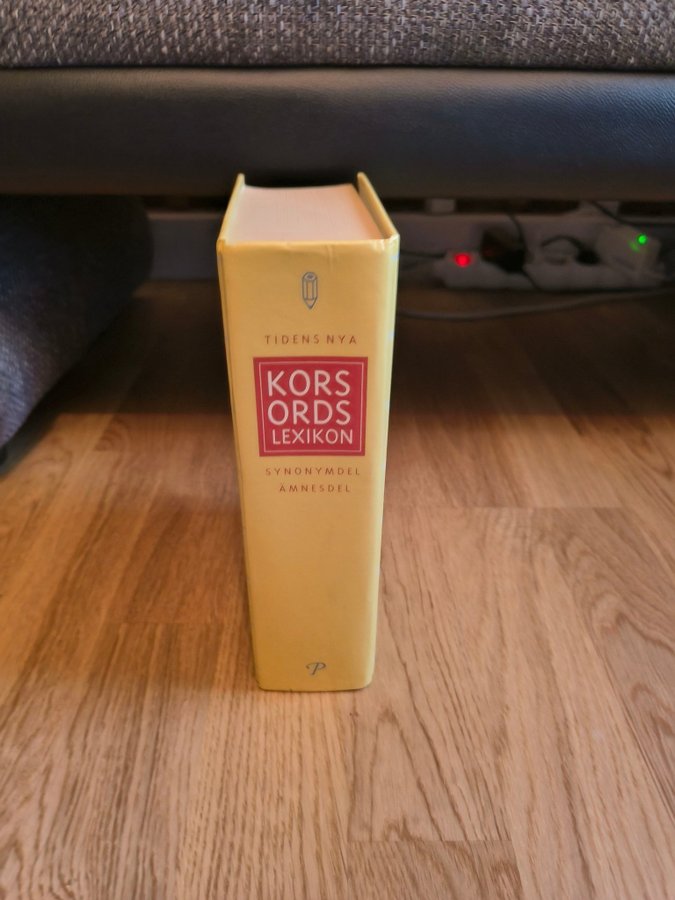 TIDENS NYA
KORS
ORDS
LEXIKON
SYNONYMDEL
ÄMNESDEL
P